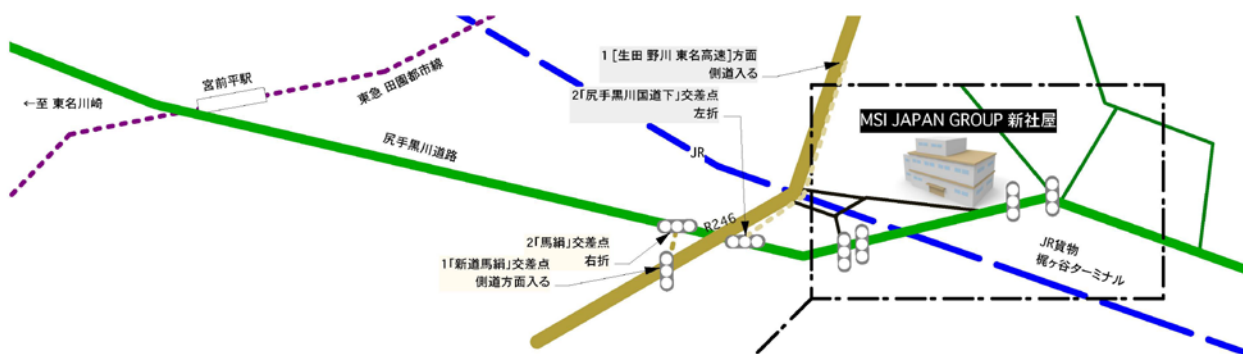 宮前平駅
東急 田園都市線
←至 東名川崎
尻手黒川道路
1 [生田 野川 東名高速]方面
側道入る
2「尻手黒川国道下」交差点
左折
MSI JAPAN GROUP 新社屋
JR
R246
2「馬絹」交差点
右折
1「新道馬絹」交差点
側道方面入る
JR貨物
梶ヶ谷ターミナル